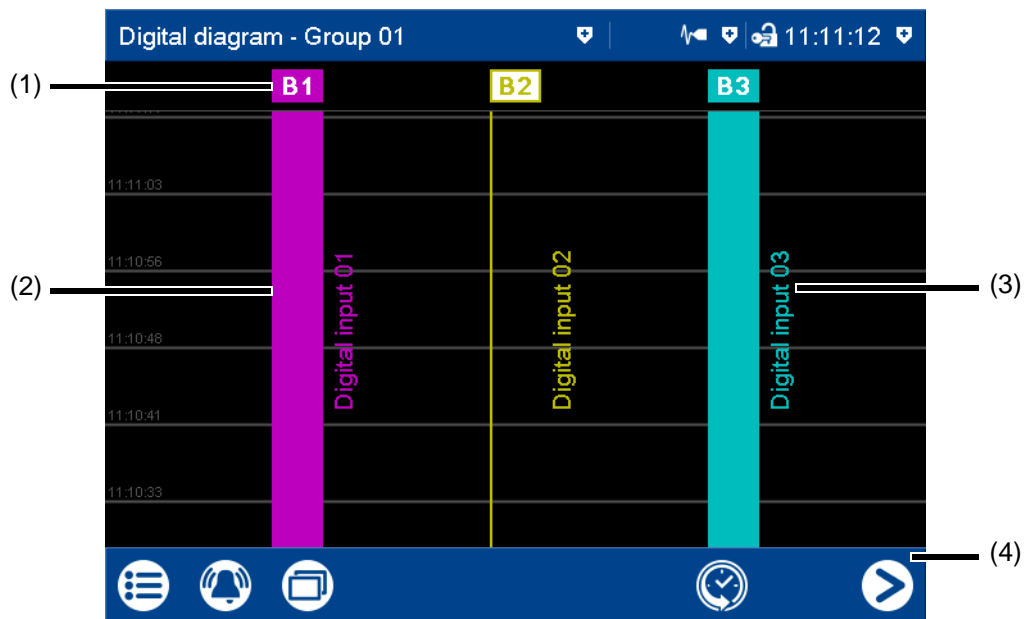 Digital diagram - Group 01
11:11:12
(1)
B1
B2
B3
11:11:03
11:10:56
Digital input 01
Digital input 02
Digital input 03
(2)
(3)
11:10:48
11:10:41
11:10:33
(4)